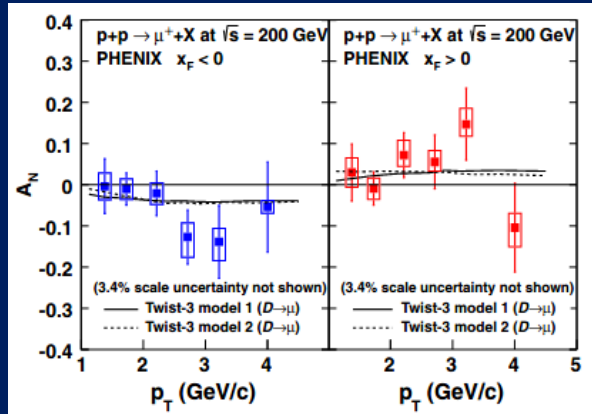 p+p → μ⁺+X at √s = 200 GeV
PHENIX x_F < 0
(3.4% scale uncertainty not shown)
Twist-3 model 1 (D→μ)
Twist-3 model 2 (D→μ)
p+p → μ⁺+X at √s = 200 GeV
PHENIX x_F > 0
(3.4% scale uncertainty not shown)
Twist-3 model 1 (D→μ)
Twist-3 model 2 (D→μ)
A_N
0.4
0.3
0.2
0.1
0
-0.1
-0.2
-0.3
-0.4
1 2 3 4
2 3 4 5
p_T (GeV/c)
p_T (GeV/c)